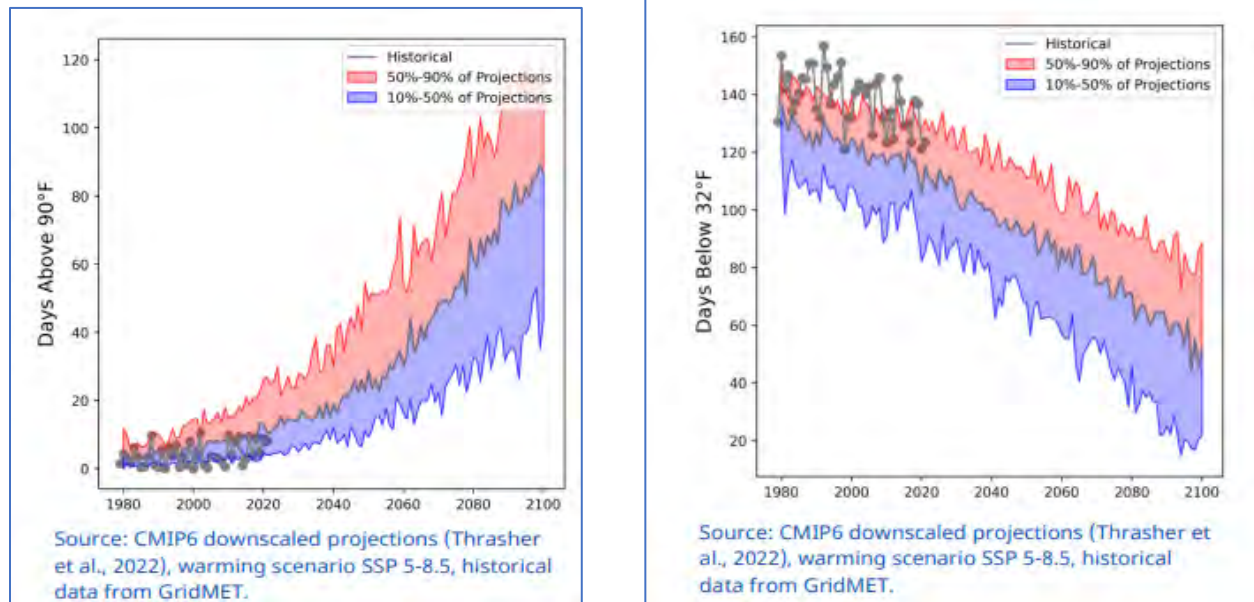 120
100
80
60
40
20
0
Days Above 90°F
Historical
50%-90% of Projections
10%-50% of Projections
1980 2000 2020 2040 2060 2080 2100
Source: CMIP6 downscaled projections (Thrasher
et al., 2022), warming scenario SSP 5-8.5, historical
data from GridMET.
160
140
120
100
80
60
40
20
Days Below 32°F
Historical
50%-90% of Projections
10%-50% of Projections
1980 2000 2020 2040 2060 2080 2100
Source: CMIP6 downscaled projections (Thrasher et
al., 2022), warming scenario SSP 5-8.5, historical
data from GridMET.